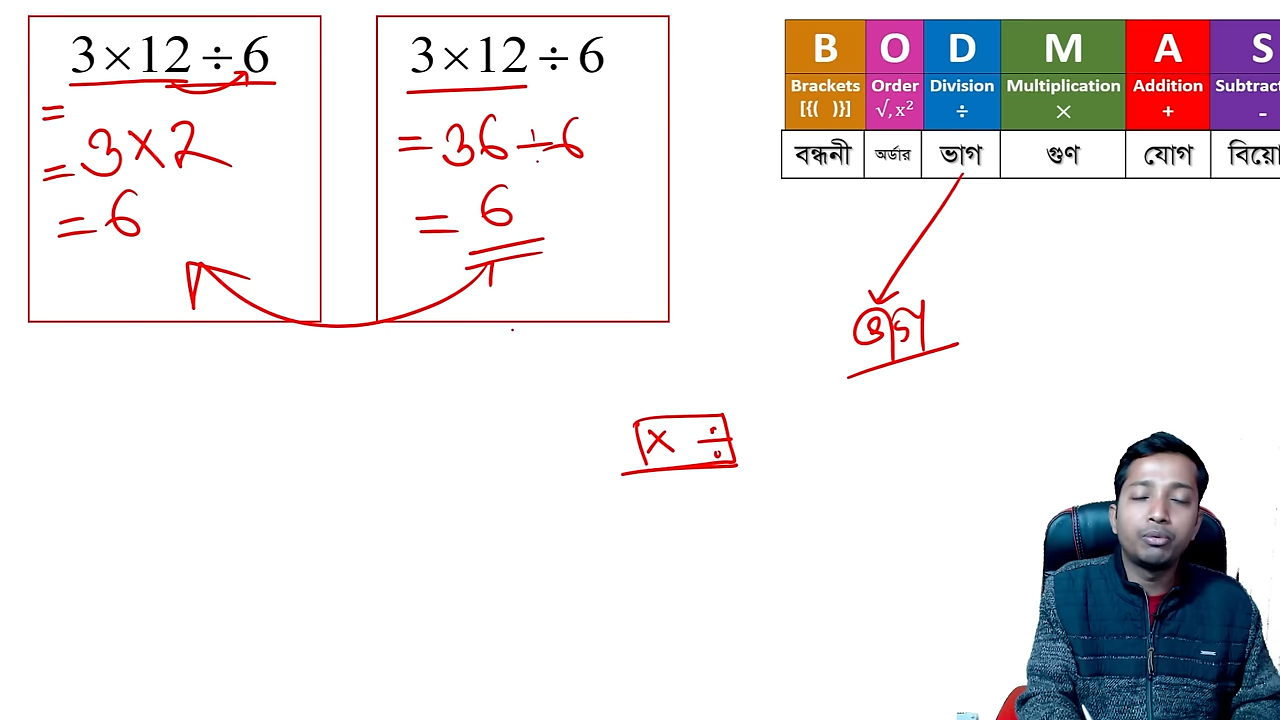 3×12÷6
=
= 3×2
= 6
3×12÷6
= 36÷6
= 6
B O D M A S
Brackets Order Division Multiplication Addition Subtract
[{( )}] √, x² ÷ × + -
বন্ধনী অর্ডার ভাগ গুণ যোগ বিয়ো
× ÷